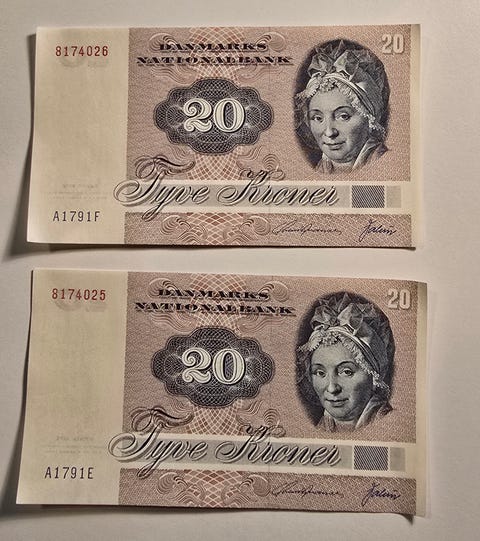 8174026
DANMARKS
NATIONALBANK
20
20
Tyve Kroner
A1791F
8174025
DANMARKS
NATIONALBANK
20
20
Tyve Kroner
A1791E